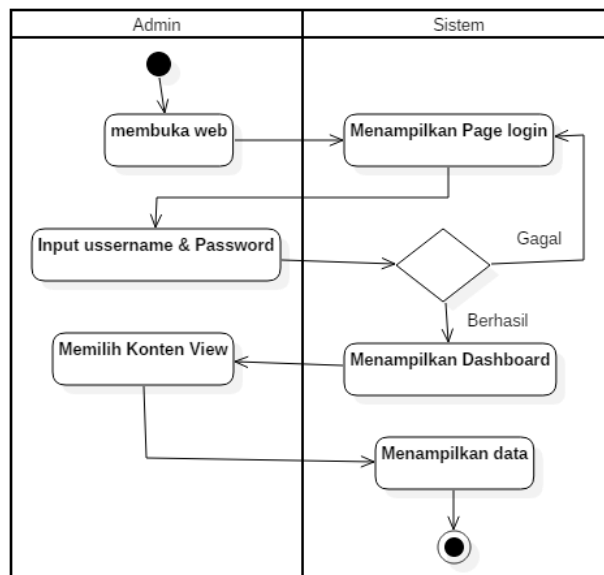 Admin
Sistem
membuka web
Menampilkan Page login
Input ussername & Password
Gagal
Berhasil
Memilih Konten View
Menampilkan Dashboard
Menampilkan data